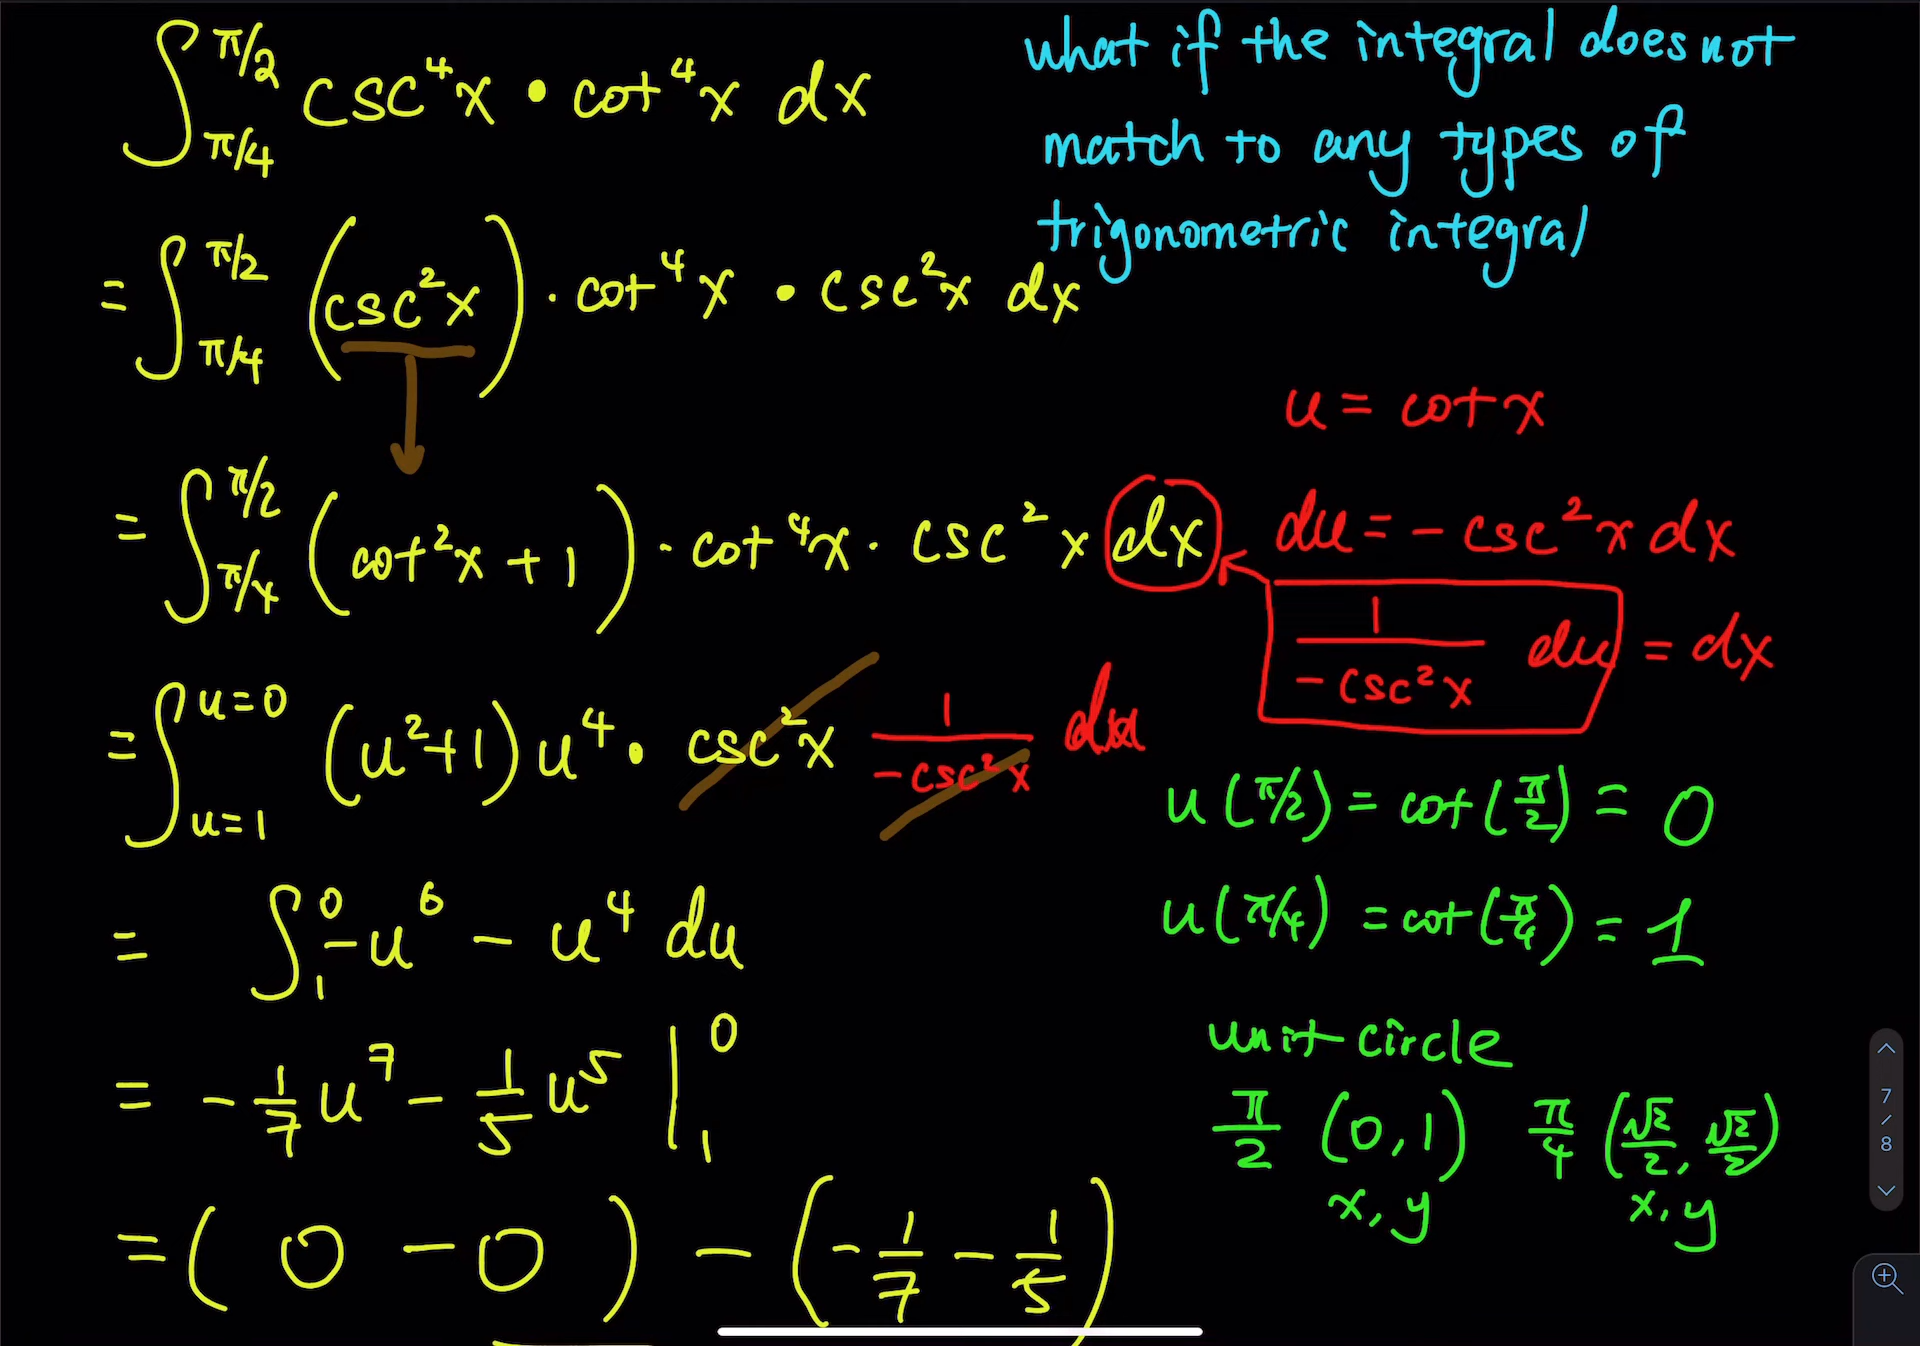 ∫_{π/4}^{π/2} csc⁴x • cot⁴x dx
what if the integral does not
match to any types of
trigonometric integral
= ∫_{π/4}^{π/2} (csc²x) · cot⁴x • csc²x dx
u = cot x
= ∫_{π/4}^{π/2} (cot²x + 1) · cot⁴x · csc²x dx
du = - csc²x dx
1/(-csc²x) du = dx
= ∫_{u=1}^{u=0} (u²+1) u⁴ • csc²x 1/(-csc²x) du
u(π/2) = cot(π/2) = 0
u(π/4) = cot(π/4) = 1
= ∫_1^0 -u⁶ - u⁴ du
unit circle
π/2 (0,1) π/4 (√2/2, √2/2)
x, y x, y
= -1/7 u⁷ - 1/5 u⁵ |_1^0
= (0 - 0) - (-1/7 - 1/5)
7
/
8